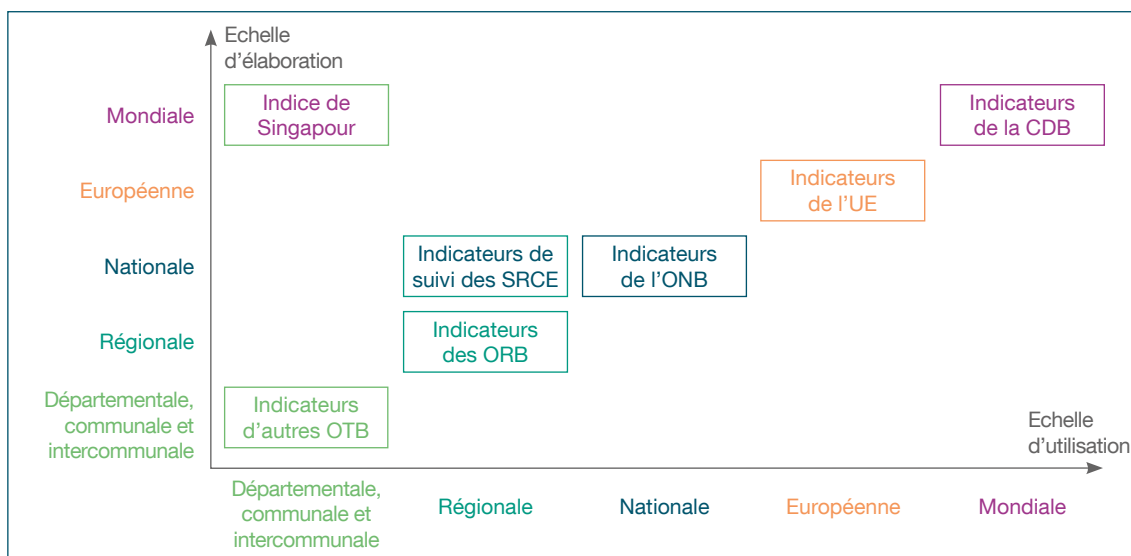 Echelle
d’élaboration
Mondiale
Indice de
Singapour
Indicateurs
de la CDB
Européenne
Indicateurs
de l’UE
Nationale
Indicateurs de
suivi des SRCE
Indicateurs
de l’ONB
Régionale
Indicateurs
des ORB
Départementale,
communale et
intercommunale
Indicateurs
d’autres OTB
Echelle
d’utilisation
Départementale,
communale et
intercommunale
Régionale
Nationale
Européenne
Mondiale